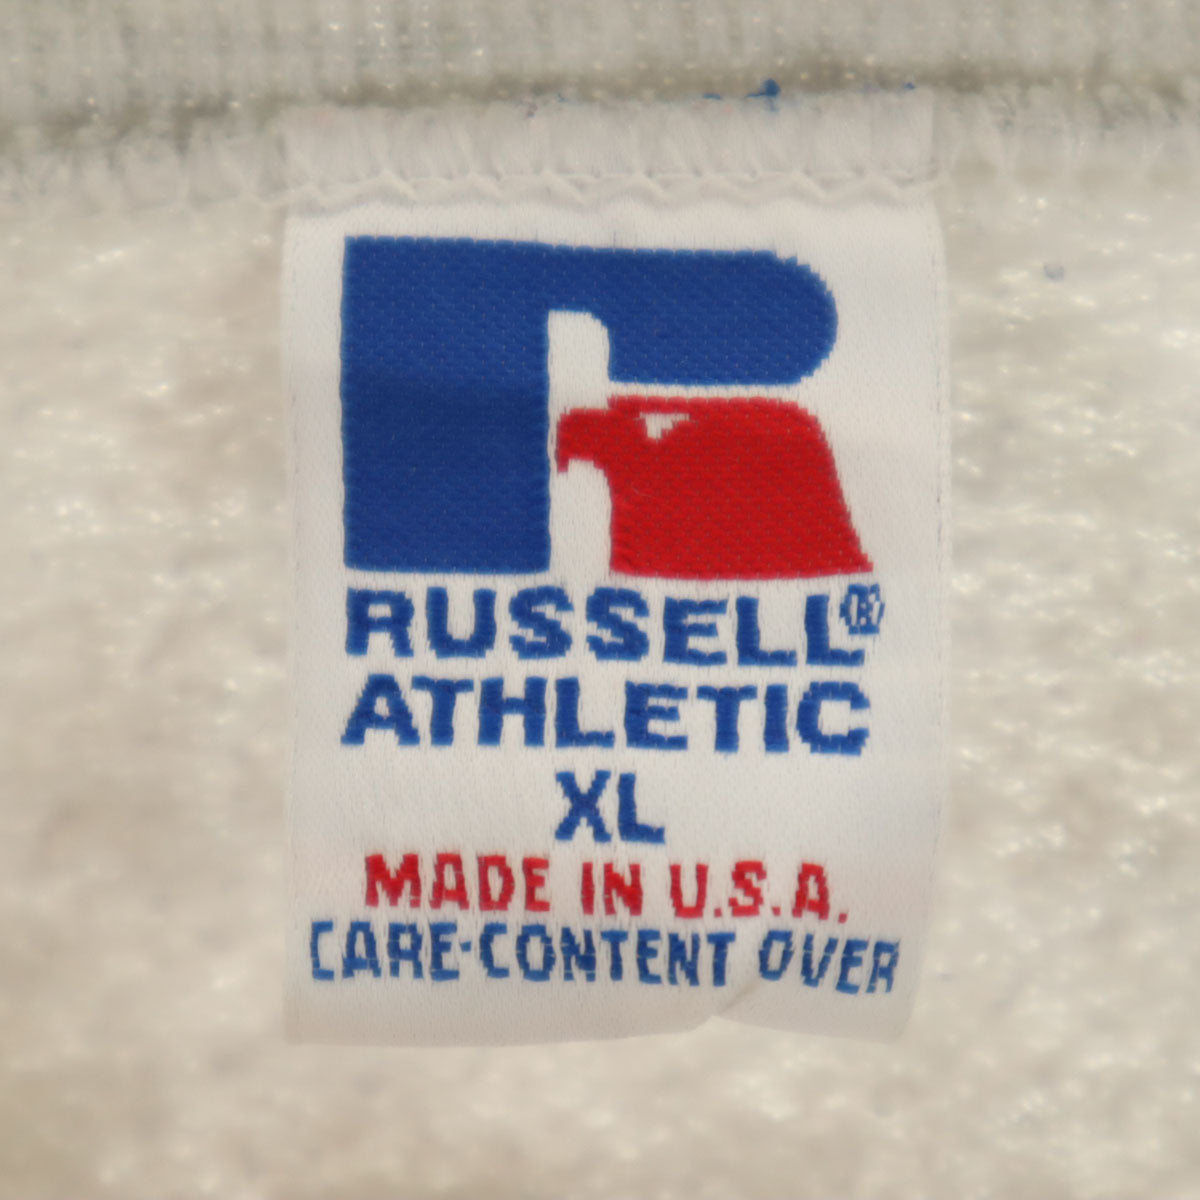 RUSSELL®
ATHLETIC
XL
MADE IN U.S.A.
CARE-CONTENT OVER